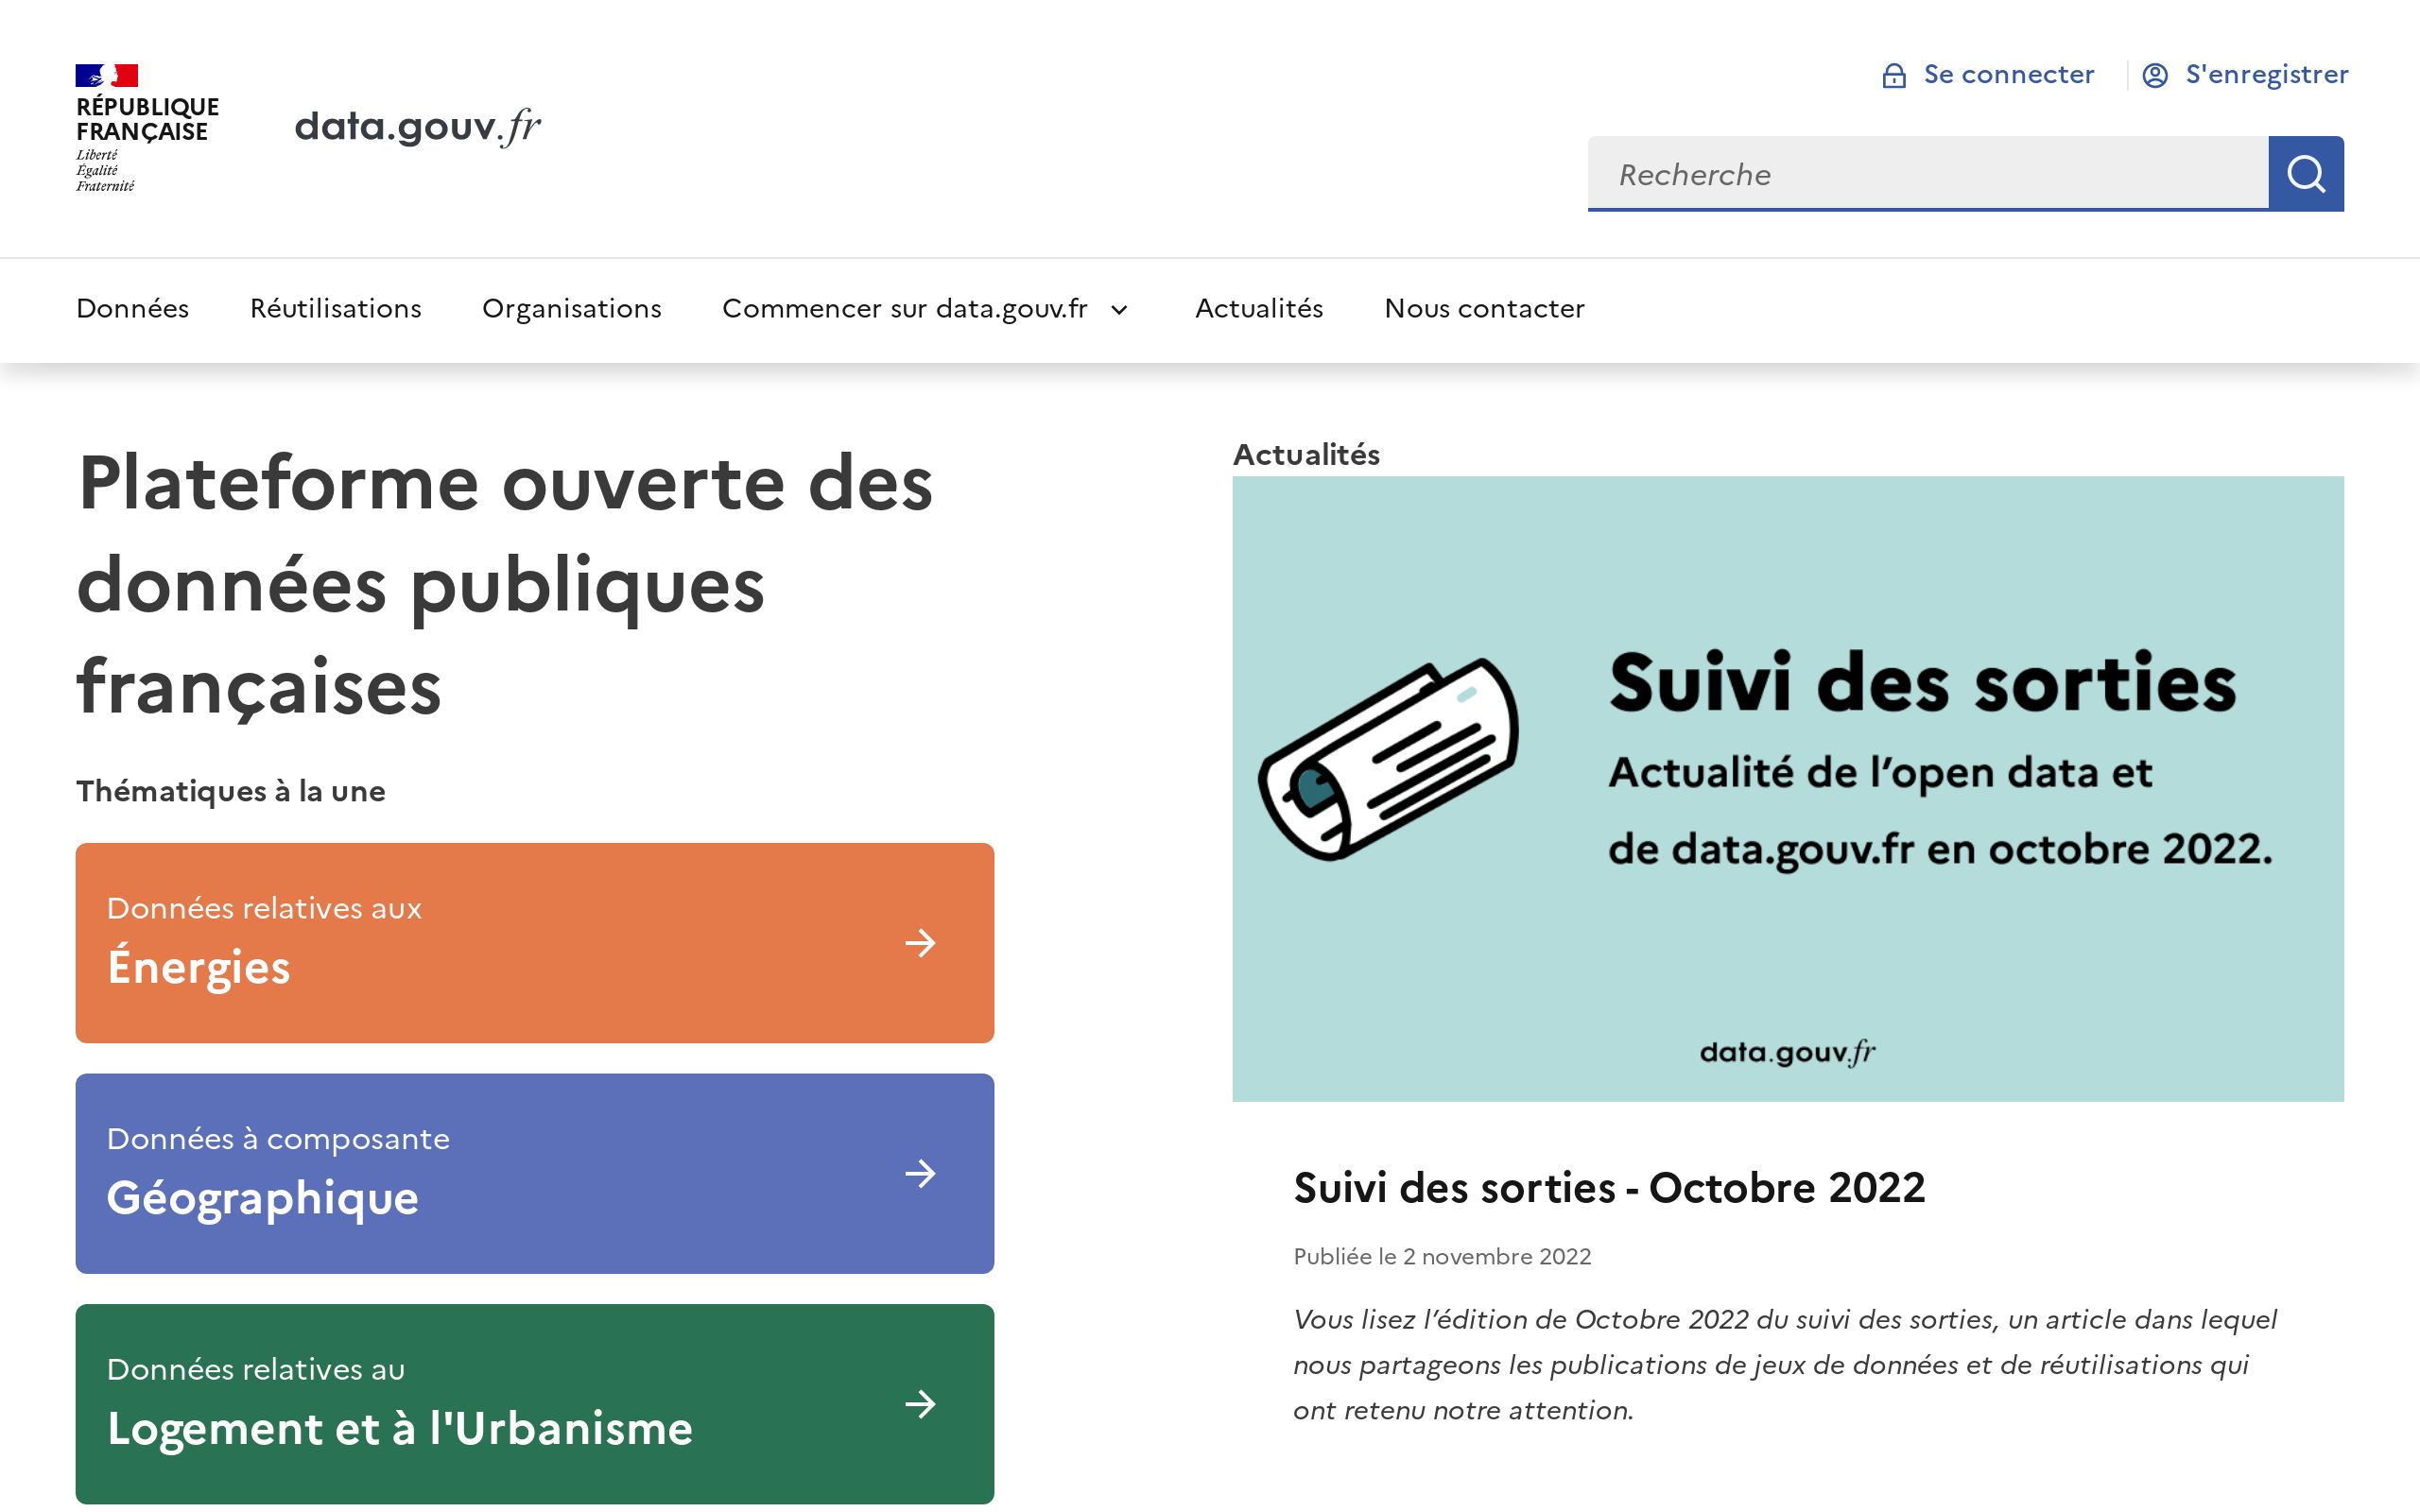 RÉPUBLIQUE
FRANÇAISE
Liberté
Égalité
Fraternité
data.gouv.fr
Se connecter
S'enregistrer
Recherche
Données
Réutilisations
Organisations
Commencer sur data.gouv.fr
Actualités
Nous contacter
Plateforme ouverte des
données publiques
françaises
Thématiques à la une
Données relatives aux
Énergies
Données à composante
Géographique
Données relatives au
Logement et à l'Urbanisme
Actualités
Suivi des sorties
Actualité de l’open data et
de data.gouv.fr en octobre 2022.
data.gouv.fr
Suivi des sorties - Octobre 2022
Publiée le 2 novembre 2022
Vous lisez l’édition de Octobre 2022 du suivi des sorties, un article dans lequel
nous partageons les publications de jeux de données et de réutilisations qui
ont retenu notre attention.